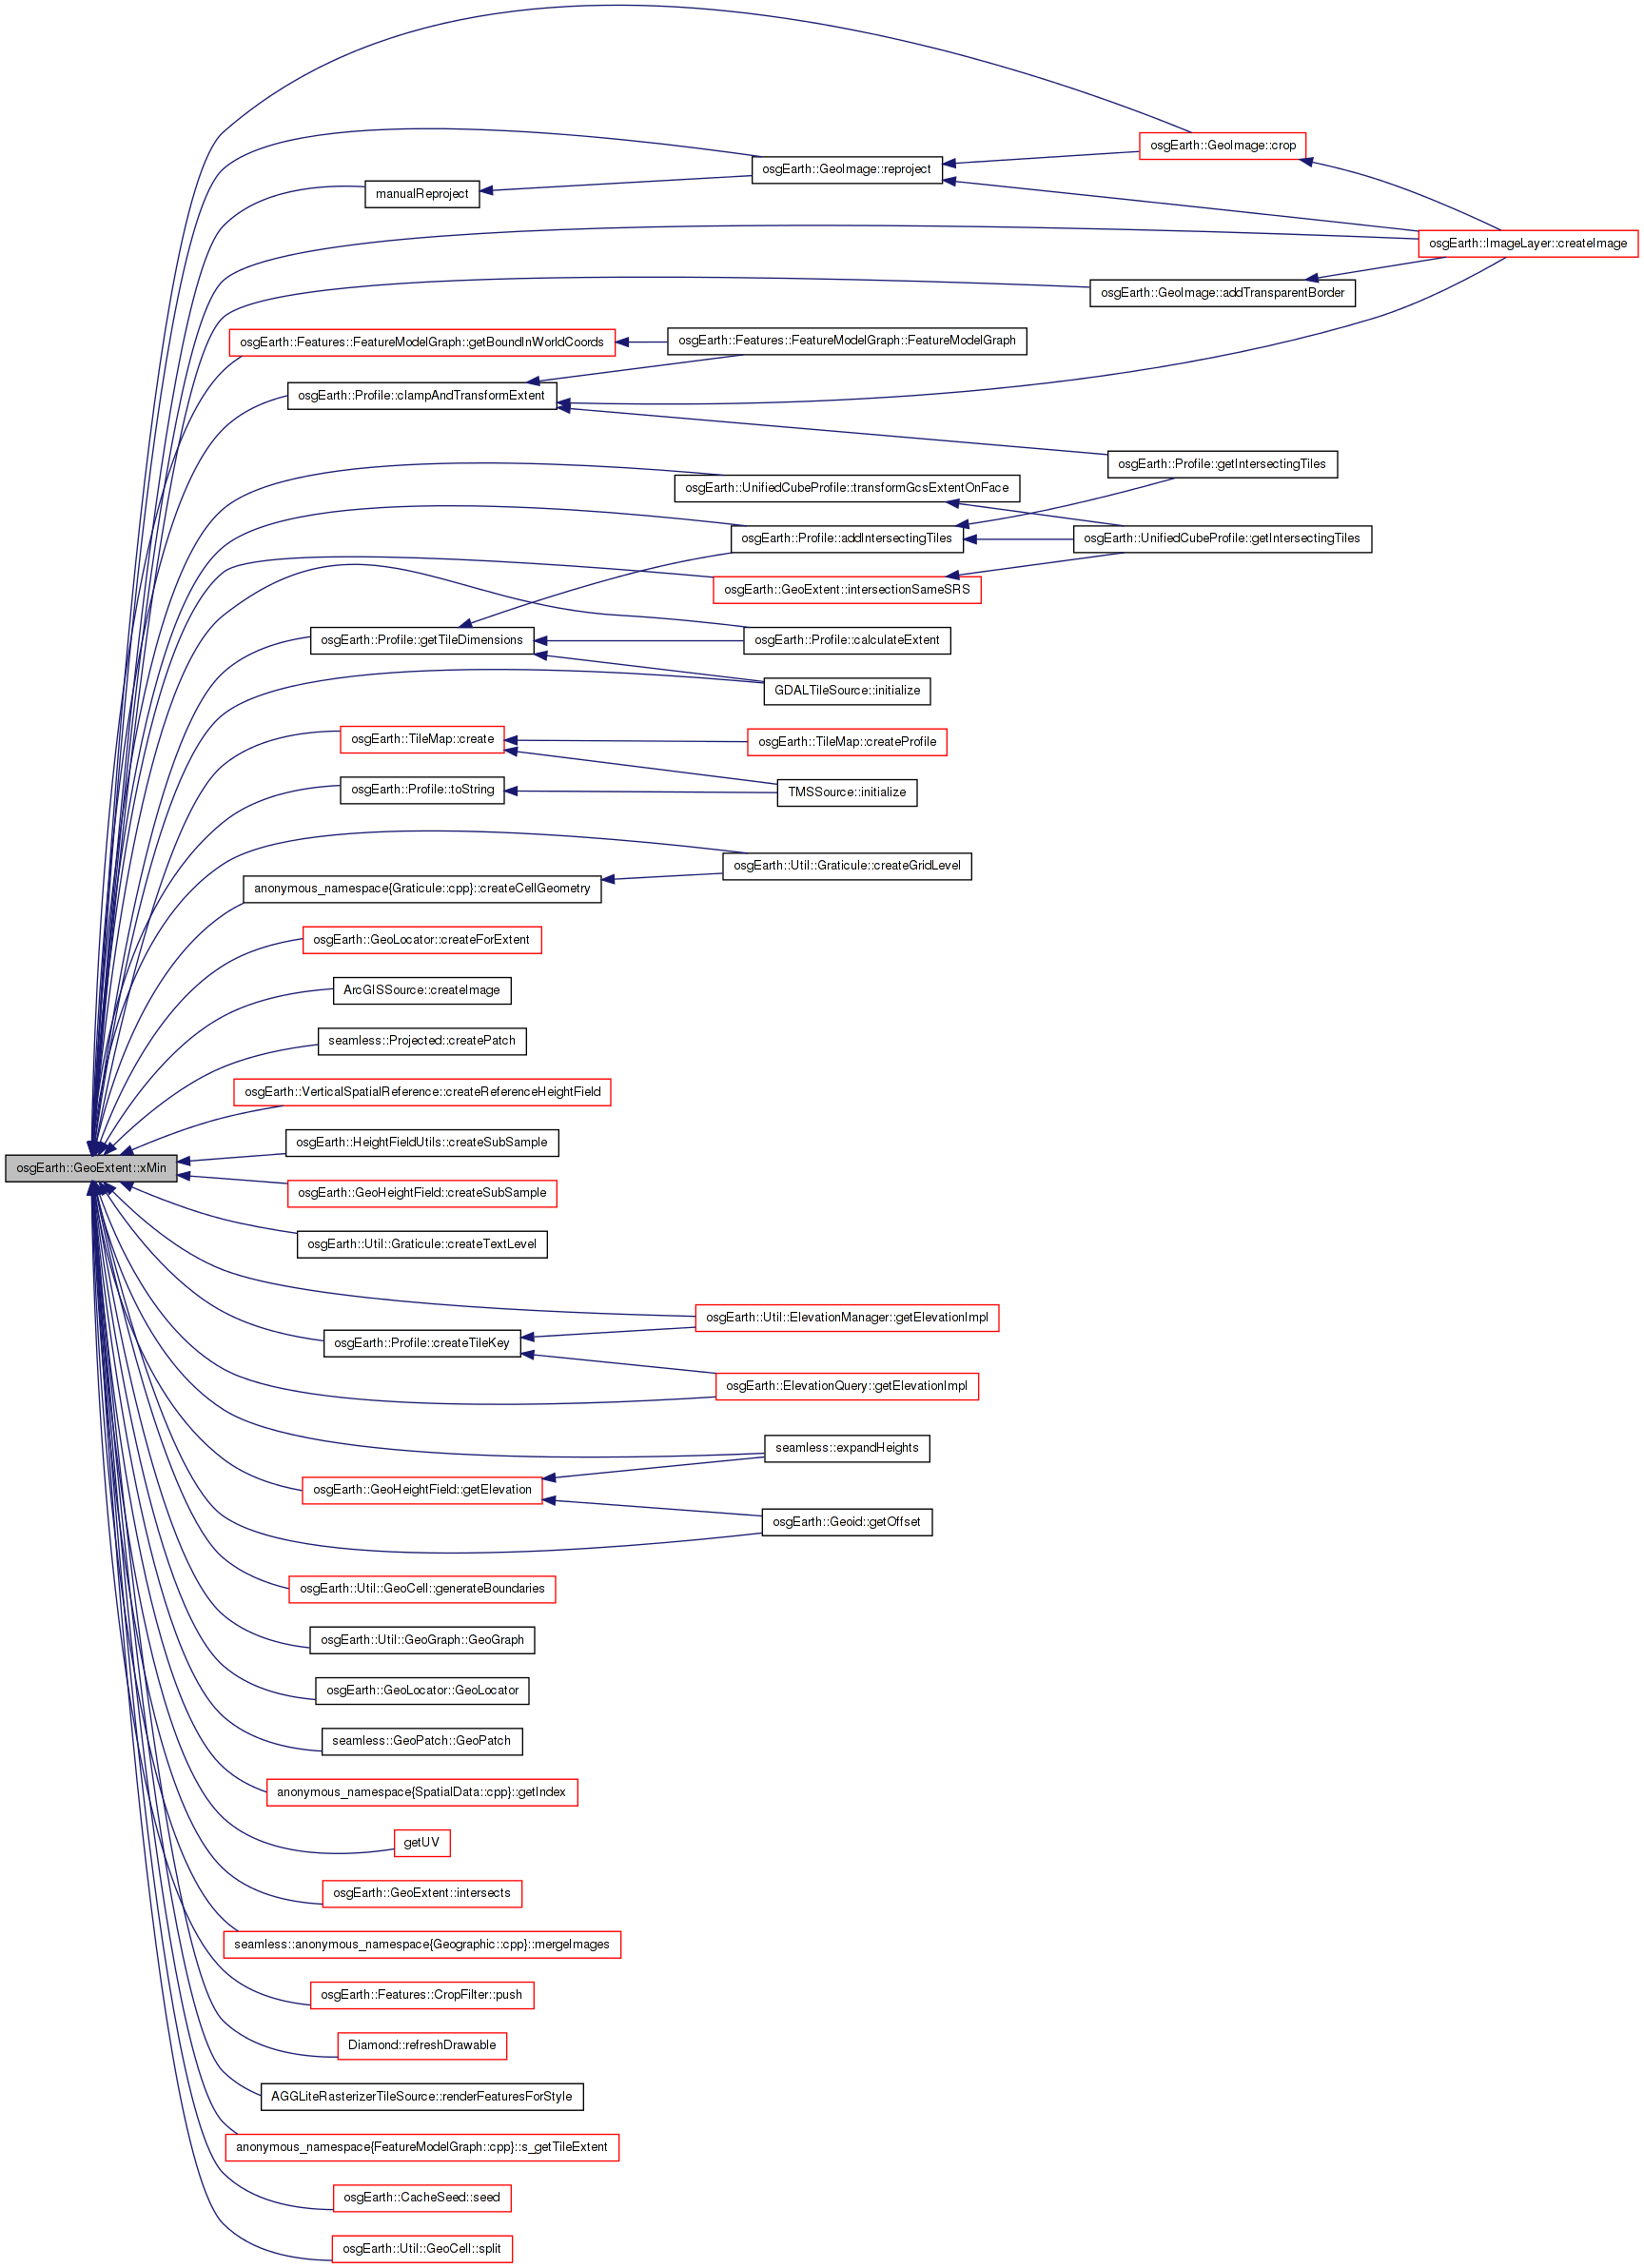 osgEarth::GeoImage::crop
osgEarth::GeoImage::reproject
manualReproject
osgEarth::ImageLayer::createImage
osgEarth::GeoImage::addTransparentBorder
osgEarth::Features::FeatureModelGraph::getBoundInWorldCoords
osgEarth::Features::FeatureModelGraph::FeatureModelGraph
osgEarth::Profile::clampAndTransformExtent
osgEarth::Profile::getIntersectingTiles
osgEarth::UnifiedCubeProfile::transformGcsExtentOnFace
osgEarth::Profile::addIntersectingTiles
osgEarth::UnifiedCubeProfile::getIntersectingTiles
osgEarth::GeoExtent::intersectionSameSRS
osgEarth::Profile::getTileDimensions
osgEarth::Profile::calculateExtent
GDALTileSource::initialize
osgEarth::TileMap::create
osgEarth::TileMap::createProfile
osgEarth::Profile::toString
TMSSource::initialize
osgEarth::Util::Graticule::createGridLevel
anonymous_namespace{Graticule::cpp}::createCellGeometry
osgEarth::GeoLocator::createForExtent
ArcGISSource::createImage
seamless::Projected::createPatch
osgEarth::VerticalSpatialReference::createReferenceHeightField
osgEarth::HeightFieldUtils::createSubSample
osgEarth::GeoExtent::xMin
osgEarth::GeoHeightField::createSubSample
osgEarth::Util::Graticule::createTextLevel
osgEarth::Util::ElevationManager::getElevationImpl
osgEarth::Profile::createTileKey
osgEarth::ElevationQuery::getElevationImpl
seamless::expandHeights
osgEarth::GeoHeightField::getElevation
osgEarth::Geoid::getOffset
osgEarth::Util::GeoCell::generateBoundaries
osgEarth::Util::GeoGraph::GeoGraph
osgEarth::GeoLocator::GeoLocator
seamless::GeoPatch::GeoPatch
anonymous_namespace{SpatialData::cpp}::getIndex
getUV
osgEarth::GeoExtent::intersects
seamless::anonymous_namespace{Geographic::cpp}::mergeImages
osgEarth::Features::CropFilter::push
Diamond::refreshDrawable
AGGLiteRasterizerTileSource::renderFeaturesForStyle
anonymous_namespace{FeatureModelGraph::cpp}::s_getTileExtent
osgEarth::CacheSeed::seed
osgEarth::Util::GeoCell::split